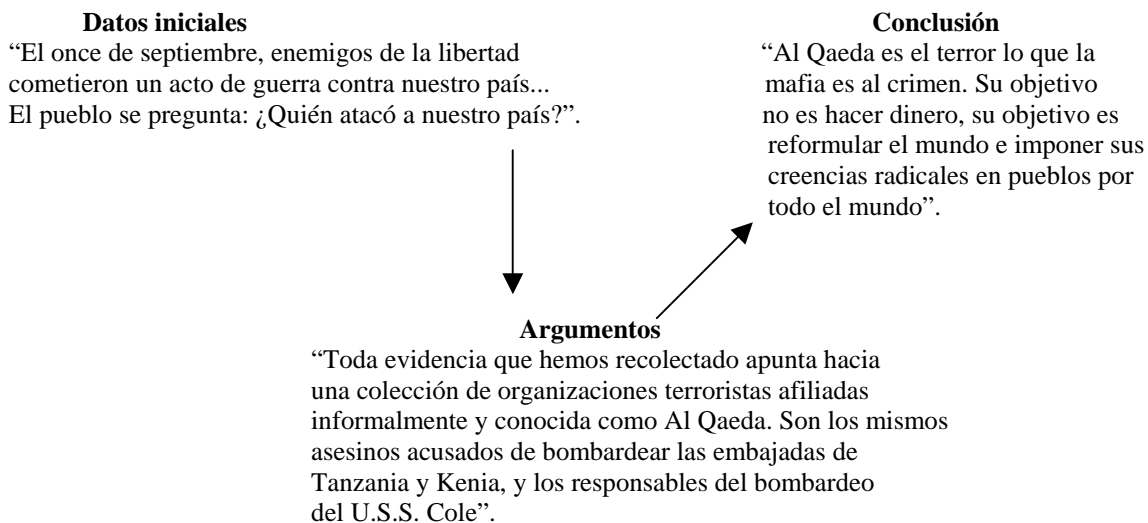 Datos iniciales
“El once de septiembre, enemigos de la libertad
cometieron un acto de guerra contra nuestro país...
El pueblo se pregunta: ¿Quién atacó a nuestro país?”.
Conclusión
“Al Qaeda es el terror lo que la
mafia es al crimen. Su objetivo
no es hacer dinero, su objetivo es
reformular el mundo e imponer sus
creencias radicales en pueblos por
todo el mundo”.
Argumentos
“Toda evidencia que hemos recolectado apunta hacia
una colección de organizaciones terroristas afiliadas
informalmente y conocida como Al Qaeda. Son los mismos
asesinos acusados de bombardear las embajadas de
Tanzania y Kenia, y los responsables del bombardeo
del U.S.S. Cole”.